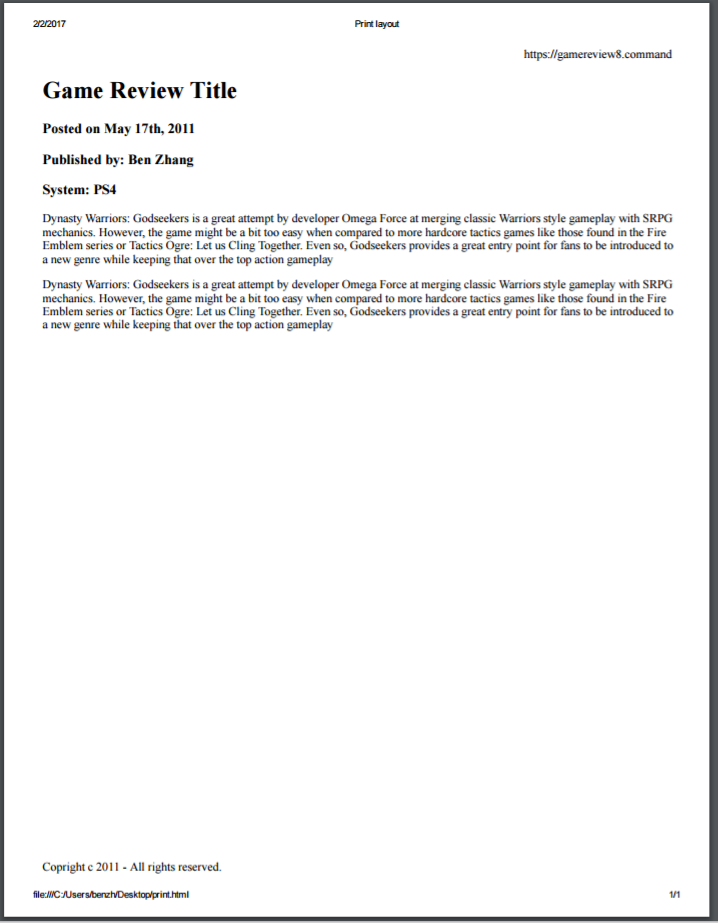 2/2/2017 Print layout
https://gamereview8.command
Game Review Title
Posted on May 17th, 2011
Published by: Ben Zhang
System: PS4
Dynasty Warriors: Godseekers is a great attempt by developer Omega Force at merging classic Warriors style gameplay with SRPG
mechanics. However, the game might be a bit too easy when compared to more hardcore tactics games like those found in the Fire
Emblem series or Tactics Ogre: Let us Cling Together. Even so, Godseekers provides a great entry point for fans to be introduced to
a new genre while keeping that over the top action gameplay
Dynasty Warriors: Godseekers is a great attempt by developer Omega Force at merging classic Warriors style gameplay with SRPG
mechanics. However, the game might be a bit too easy when compared to more hardcore tactics games like those found in the Fire
Emblem series or Tactics Ogre: Let us Cling Together. Even so, Godseekers provides a great entry point for fans to be introduced to
a new genre while keeping that over the top action gameplay
Copright c 2011 - All rights reserved.
file:///C:/Users/benzh/Desktop/print.html 1/1